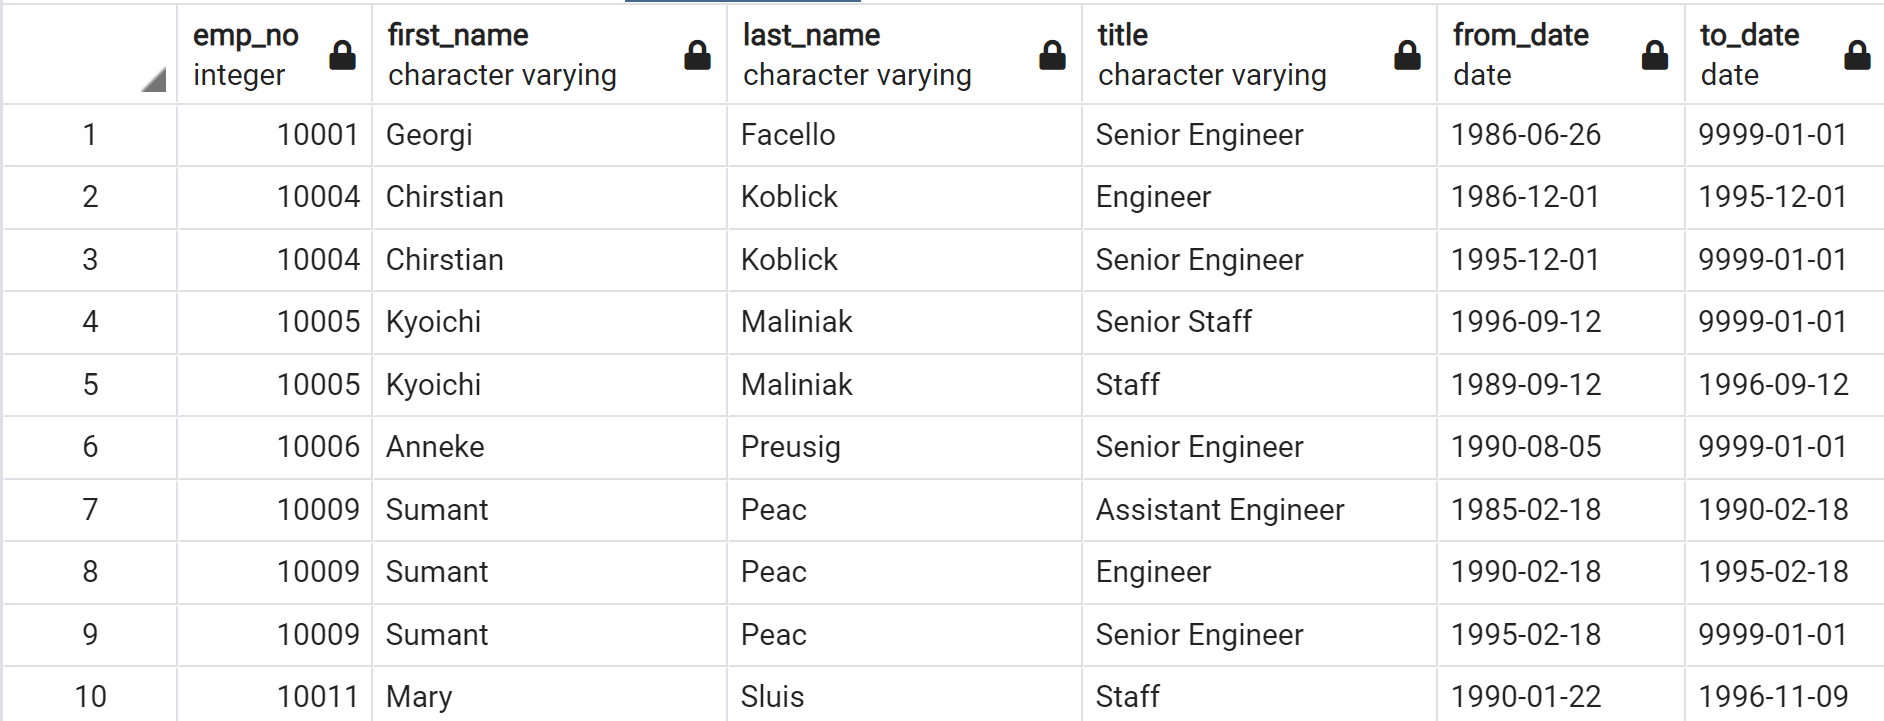 emp_no first_name last_name title from_date to_date
integer character varying character varying character varying date date
1 10001 Georgi Facello Senior Engineer 1986-06-26 9999-01-01
2 10004 Chirstian Koblick Engineer 1986-12-01 1995-12-01
3 10004 Chirstian Koblick Senior Engineer 1995-12-01 9999-01-01
4 10005 Kyoichi Maliniak Senior Staff 1996-09-12 9999-01-01
5 10005 Kyoichi Maliniak Staff 1989-09-12 1996-09-12
6 10006 Anneke Preusig Senior Engineer 1990-08-05 9999-01-01
7 10009 Sumant Peac Assistant Engineer 1985-02-18 1990-02-18
8 10009 Sumant Peac Engineer 1990-02-18 1995-02-18
9 10009 Sumant Peac Senior Engineer 1995-02-18 9999-01-01
10 10011 Mary Sluis Staff 1990-01-22 1996-11-09